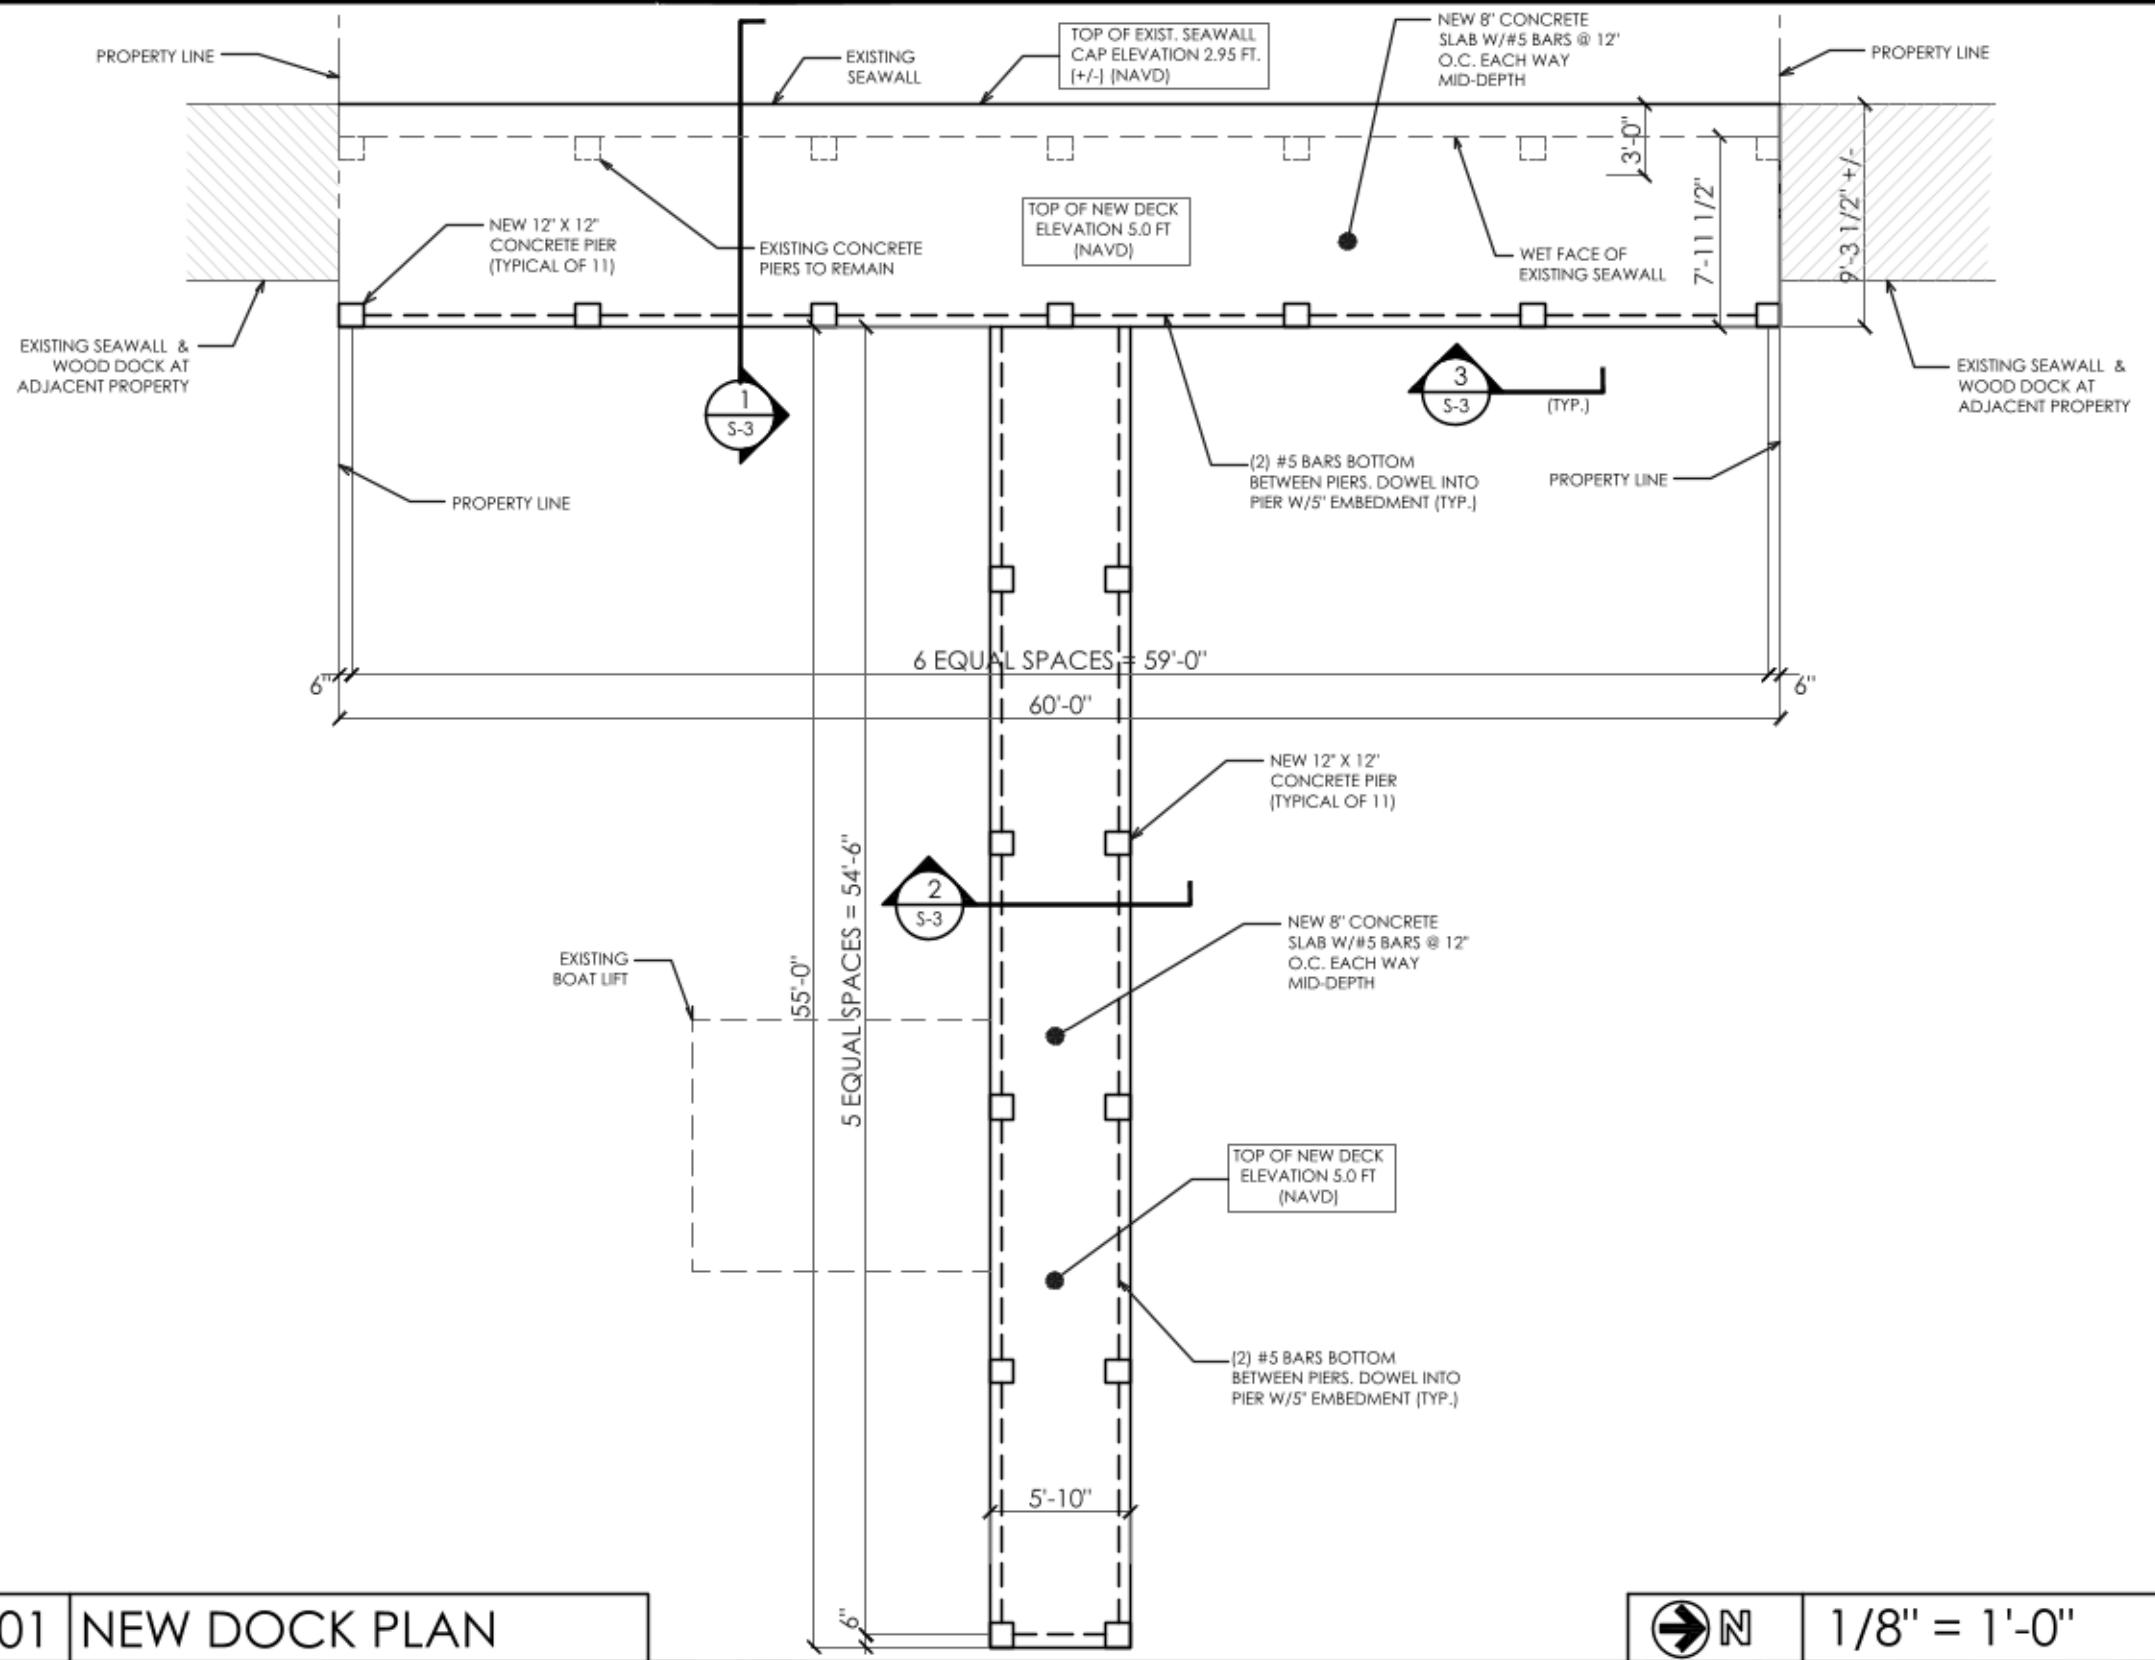 PROPERTY LINE
EXISTING
SEAWALL
TOP OF EXIST. SEAWALL
CAP ELEVATION 2.95 FT.
(+/-) (NAVD)
NEW 8" CONCRETE
SLAB W/#5 BARS @ 12"
O.C. EACH WAY
MID-DEPTH
PROPERTY LINE
3'-0"
7'-11 1/2"
9'-3 1/2" +/-
NEW 12" X 12"
CONCRETE PIER
(TYPICAL OF 11)
EXISTING CONCRETE
PIERS TO REMAIN
TOP OF NEW DECK
ELEVATION 5.0 FT
(NAVD)
WET FACE OF
EXISTING SEAWALL
EXISTING SEAWALL &
WOOD DOCK AT
ADJACENT PROPERTY
1
S-3
3
S-3
(TYP.)
EXISTING SEAWALL &
WOOD DOCK AT
ADJACENT PROPERTY
PROPERTY LINE
(2) #5 BARS BOTTOM
BETWEEN PIERS. DOWEL INTO
PIER W/5" EMBEDMENT (TYP.)
PROPERTY LINE
6 EQUAL SPACES = 59'-0"
6"
6"
60'-0"
NEW 12" X 12"
CONCRETE PIER
(TYPICAL OF 11)
2
S-3
55'-0"
5 EQUAL SPACES = 54'-6"
NEW 8" CONCRETE
SLAB W/#5 BARS @ 12"
O.C. EACH WAY
MID-DEPTH
EXISTING
BOAT LIFT
TOP OF NEW DECK
ELEVATION 5.0 FT
(NAVD)
(2) #5 BARS BOTTOM
BETWEEN PIERS. DOWEL INTO
PIER W/5" EMBEDMENT (TYP.)
5'-10"
6"
01 NEW DOCK PLAN
N
1/8" = 1'-0"